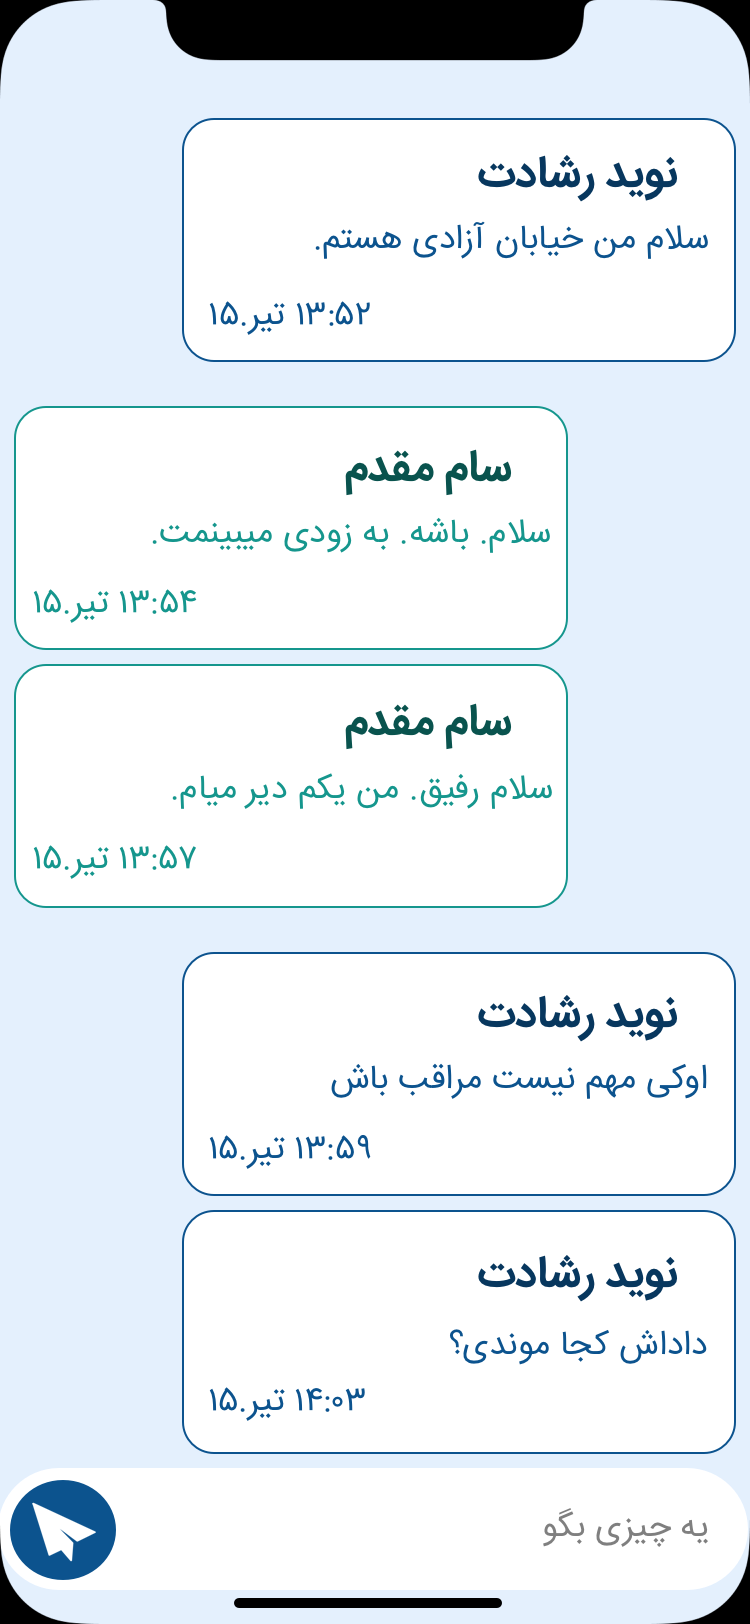 نوید رشادت
سلام من خیابان آزادی هستم.
۱۳:۵۲ تیر.۱۵
سام مقدم
سلام. باشه. به زودی میبینمت.
۱۳:۵۴ تیر.۱۵
سام مقدم
سلام رفیق. من یکم دیر میام.
۱۳:۵۷ تیر.۱۵
نوید رشادت
اوکی مهم نیست مراقب باش
۱۳:۵۹ تیر.۱۵
نوید رشادت
داداش کجا موندی؟
۱۴:۰۳ تیر.۱۵
یه چیزی بگو